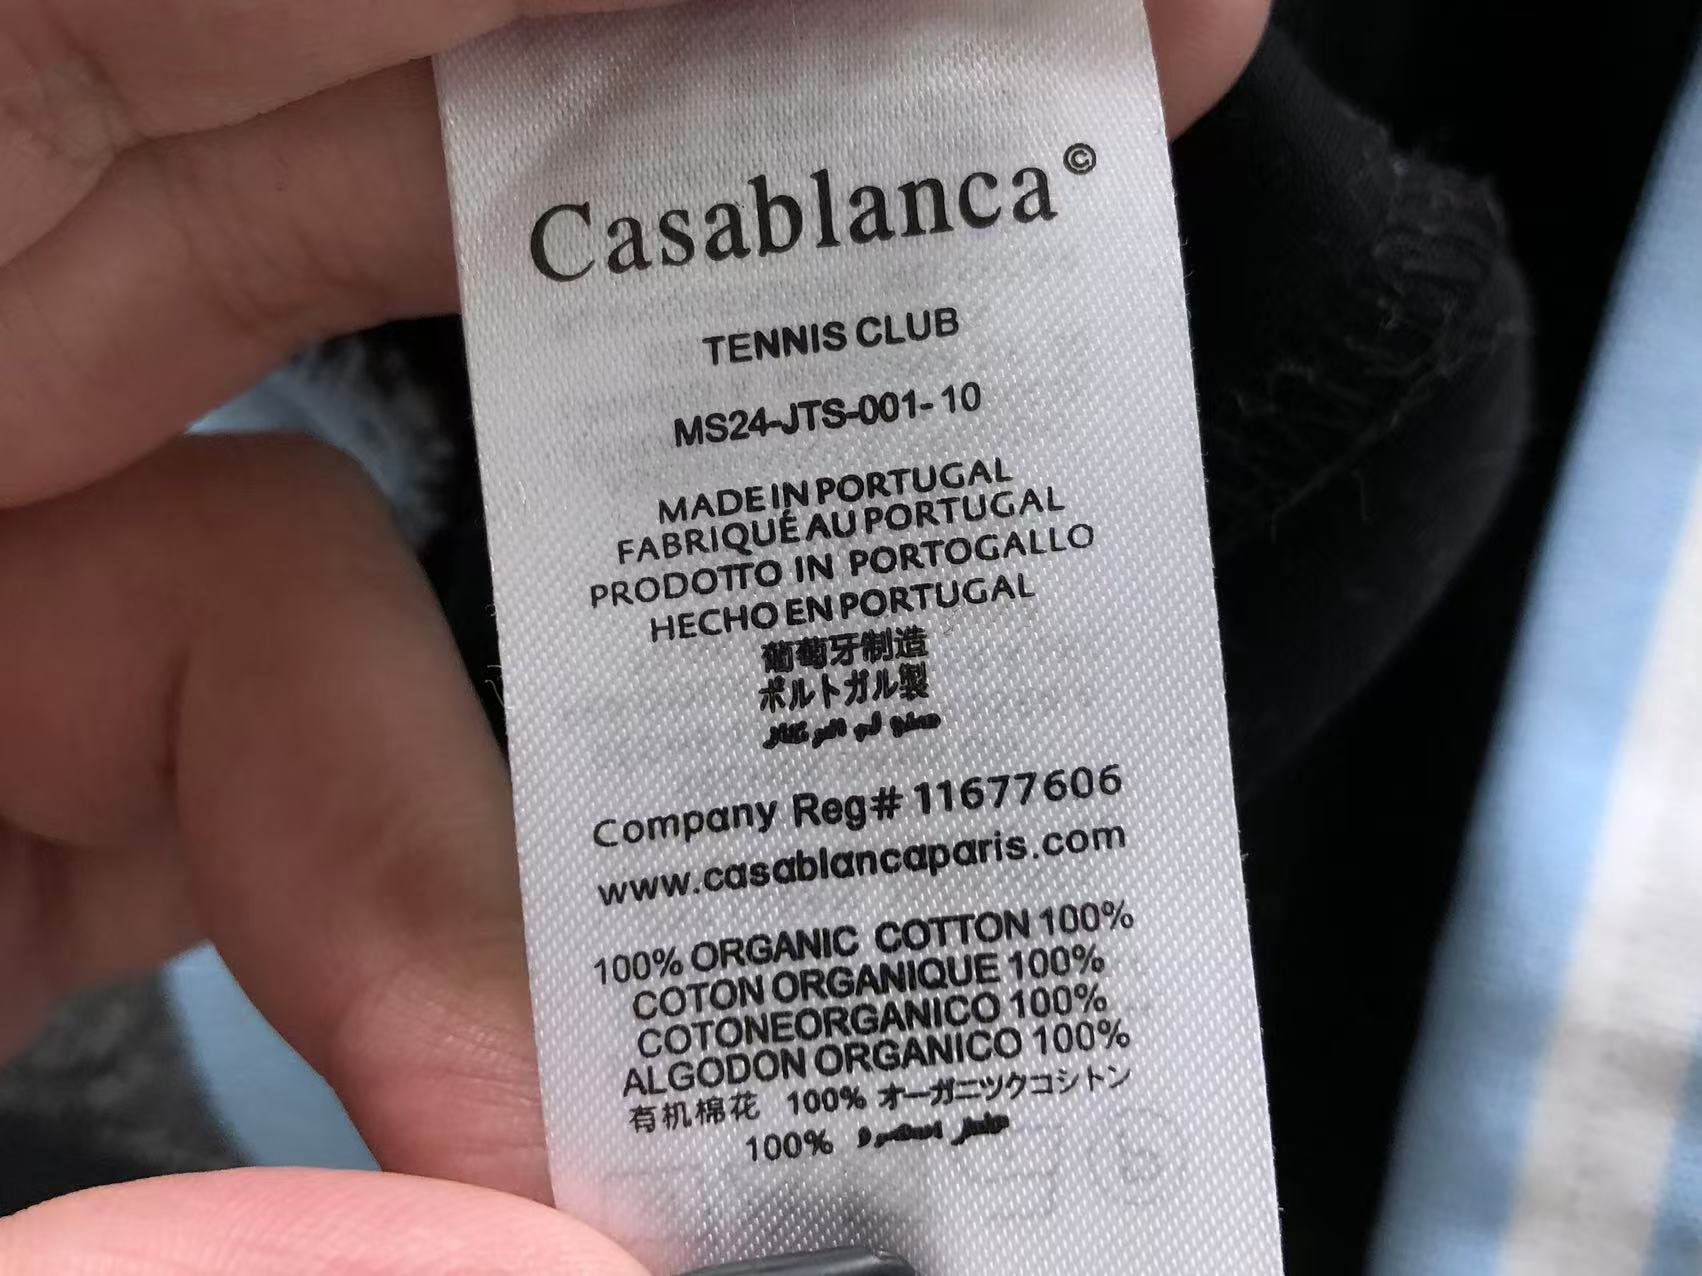 Casablanca©
TENNIS CLUB
MS24-JTS-001-10
MADE IN PORTUGAL
FABRIQUÉ AU PORTUGAL
PRODOTTO IN PORTOGALLO
HECHO EN PORTUGAL
葡萄牙制造
ポルトガル製
Company Reg# 11677606
www.casablancaparis.com
100% ORGANIC COTTON 100%
COTON ORGANIQUE 100%
COTONEORGANICO 100%
ALGODON ORGANICO 100%
有机棉花 100% オーガニツクコシトン
100%